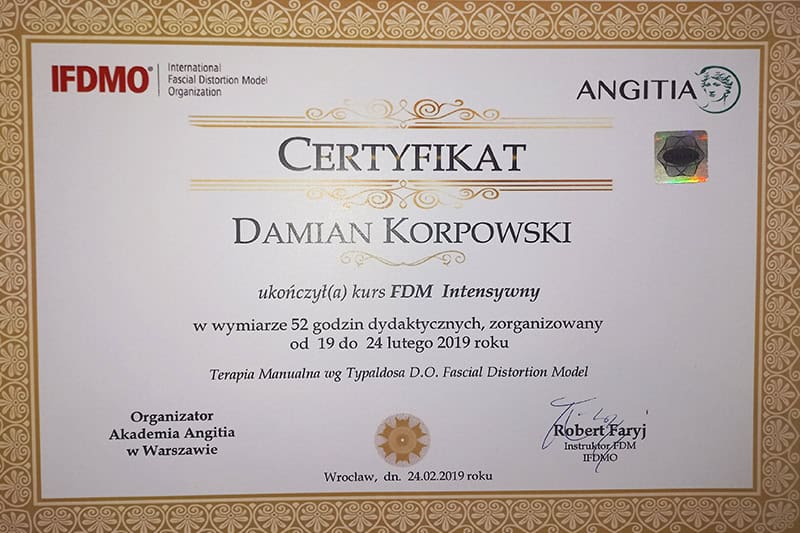 IFDMO®
International
Fascial Distortion Model
Organization
ANGITIA
CERTYFIKAT
DAMIAN KORPOWSKI
ukończył(a) kurs FDM Intensywny
w wymiarze 52 godzin dydaktycznych, zorganizowany
od 19 do 24 lutego 2019 roku
Terapia Manualna wg Typaldosa D.O. Fascial Distortion Model
Organizator
Akademia Angitia
w Warszawie
Robert Faryj
Instruktor FDM
IFDMO
Wrocław, dn. 24.02.2019 roku